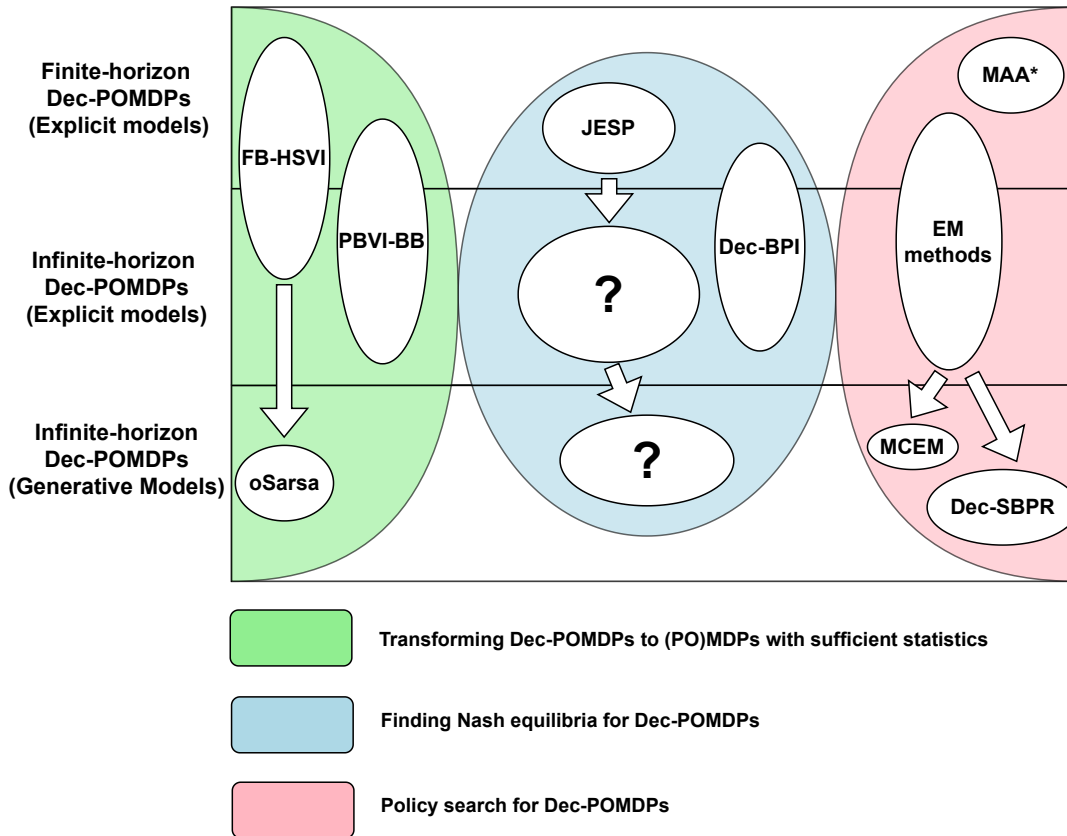 Finite-horizon
Dec-POMDPs
(Explicit models)
FB-HSVI
PBVI-BB
JESP
MAA*
Infinite-horizon
Dec-POMDPs
(Explicit models)
?
Dec-BPI
EM
methods
Infinite-horizon
Dec-POMDPs
(Generative Models)
oSarsa
?
MCEM
Dec-SBPR
Transforming Dec-POMDPs to (PO)MDPs with sufficient statistics
Finding Nash equilibria for Dec-POMDPs
Policy search for Dec-POMDPs